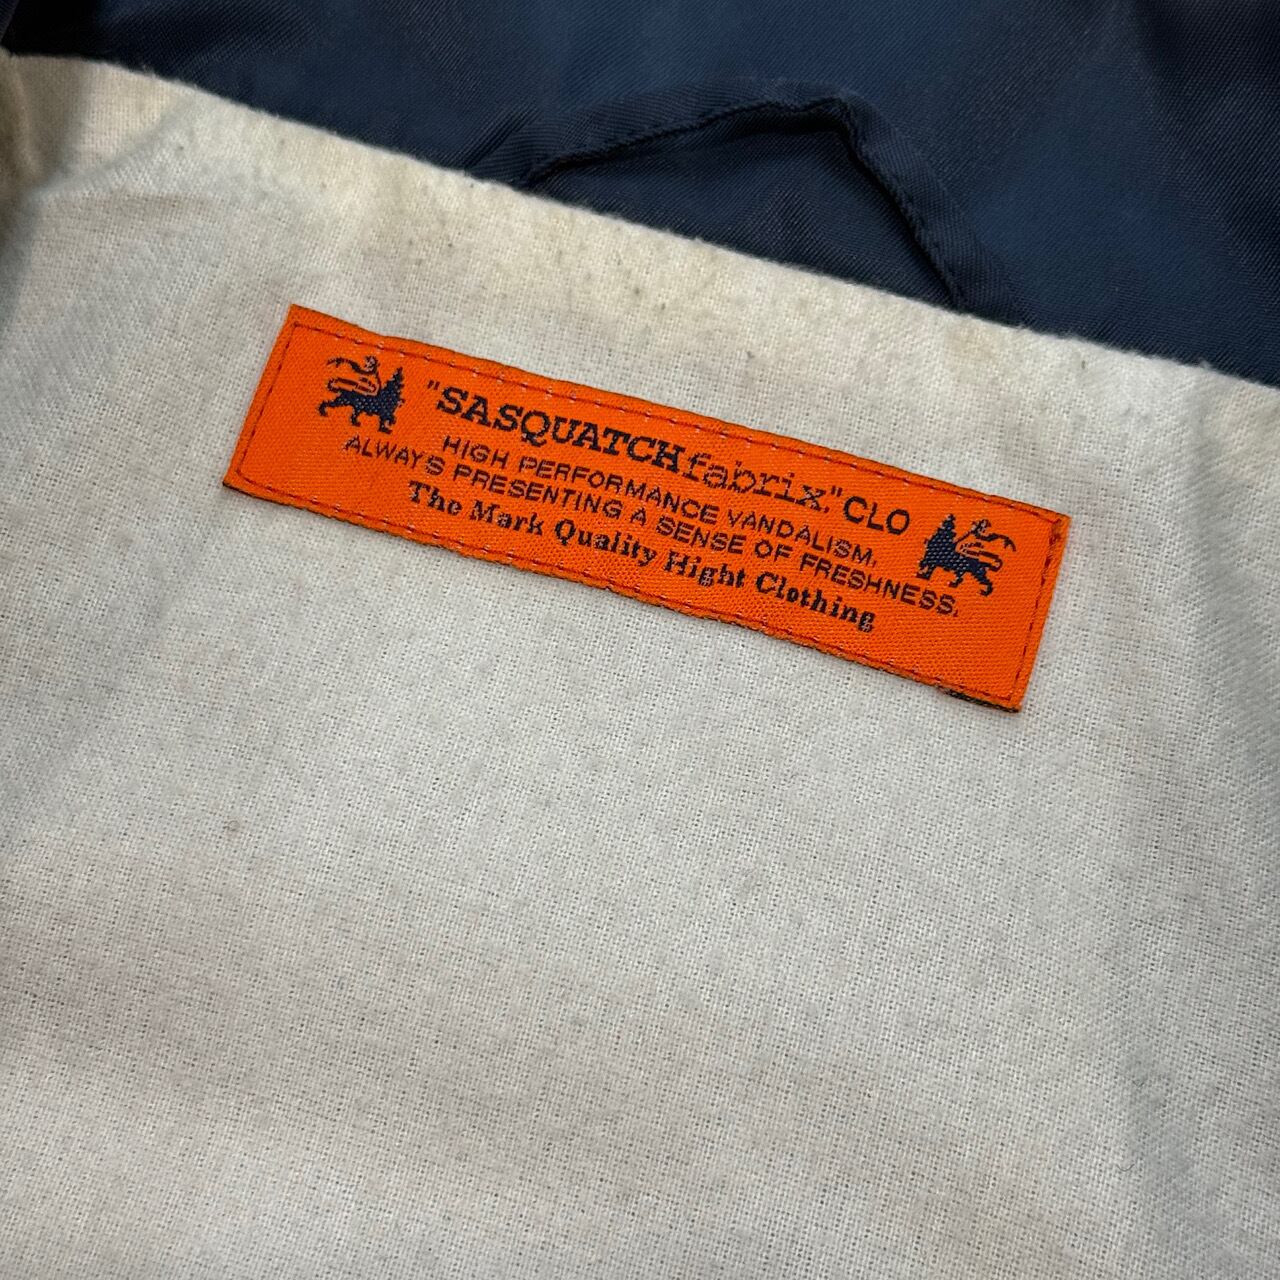 "SASQUATCHfabrix."CLO
HIGH PERFORMANCE VANDALISM.
ALWAYS PRESENTING A SENSE OF FRESHNESS.
The Mark Quality Hight Clothing